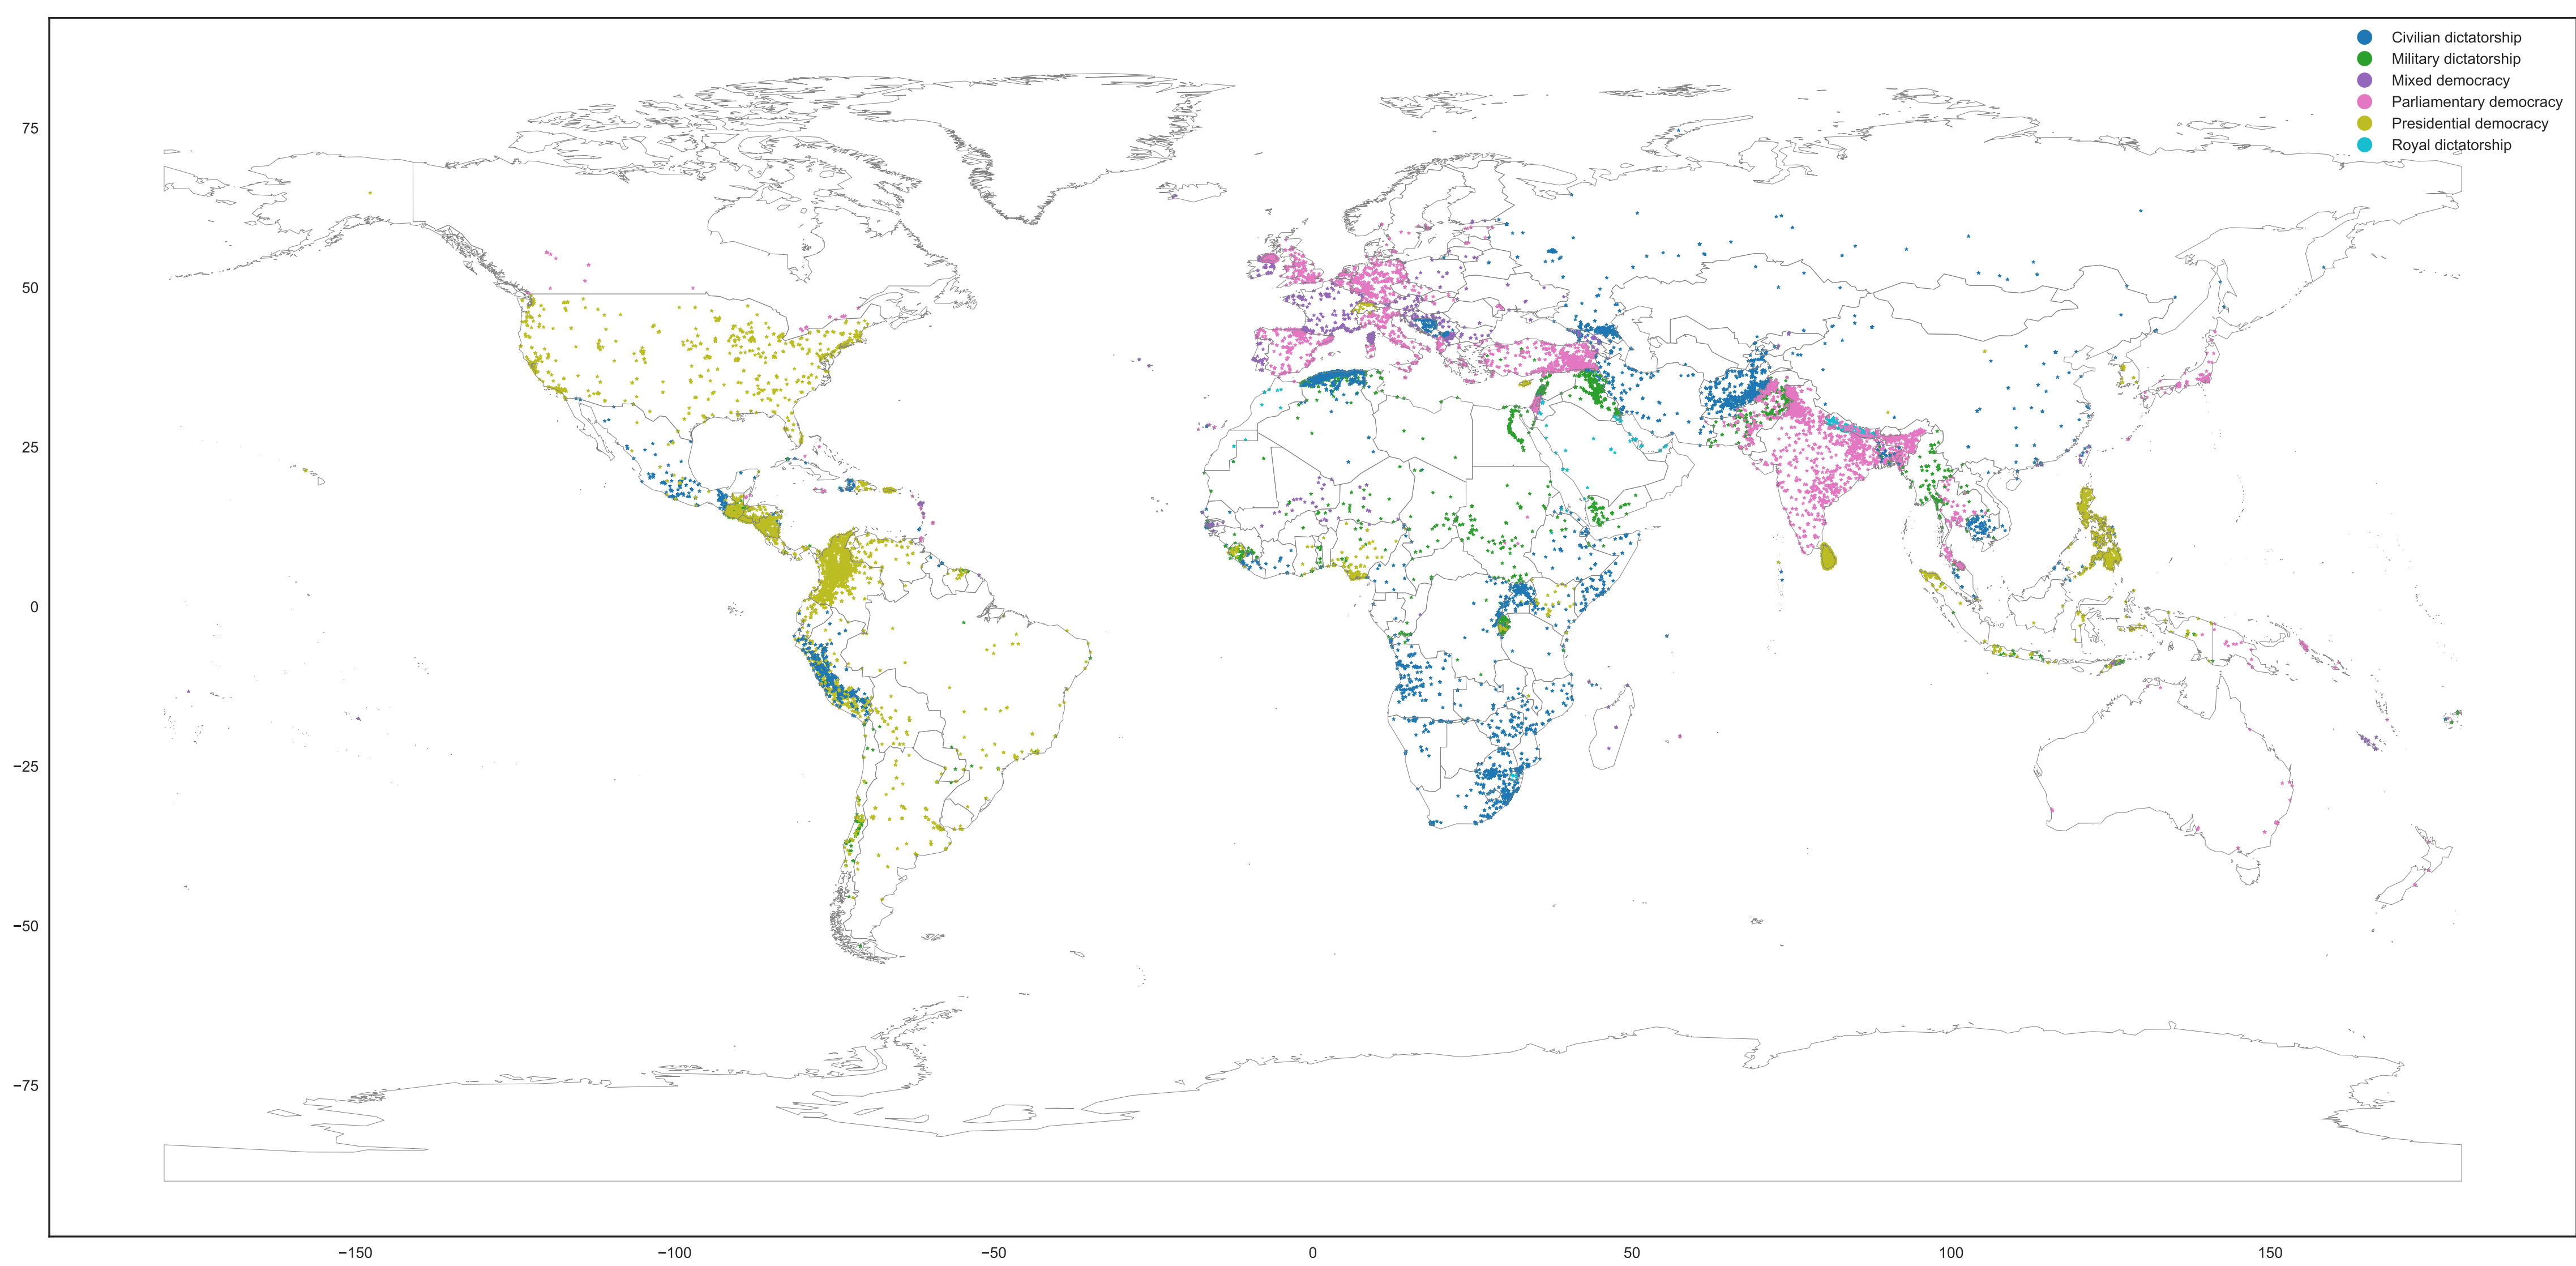 Civilian dictatorship
Military dictatorship
Mixed democracy
Parliamentary democracy
Presidential democracy
Royal dictatorship
75
50
25
0
−25
−50
−75
−150
−100
−50
0
50
100
150